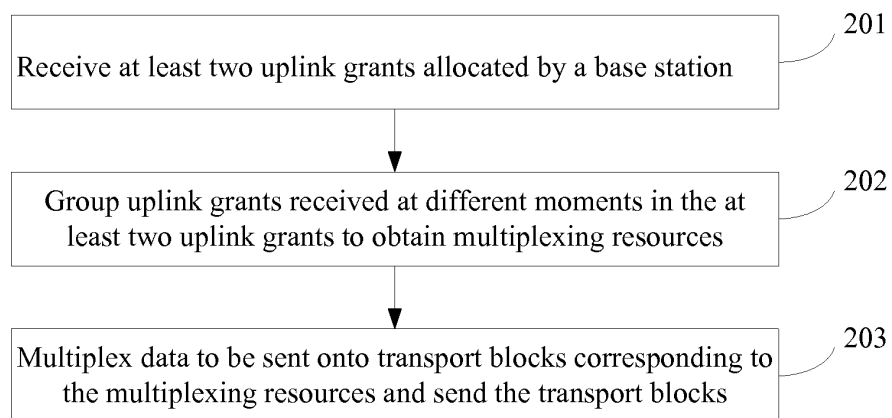 201
Receive at least two uplink grants allocated by a base station
202
Group uplink grants received at different moments in the at
least two uplink grants to obtain multiplexing resources
203
Multiplex data to be sent onto transport blocks corresponding to
the multiplexing resources and send the transport blocks